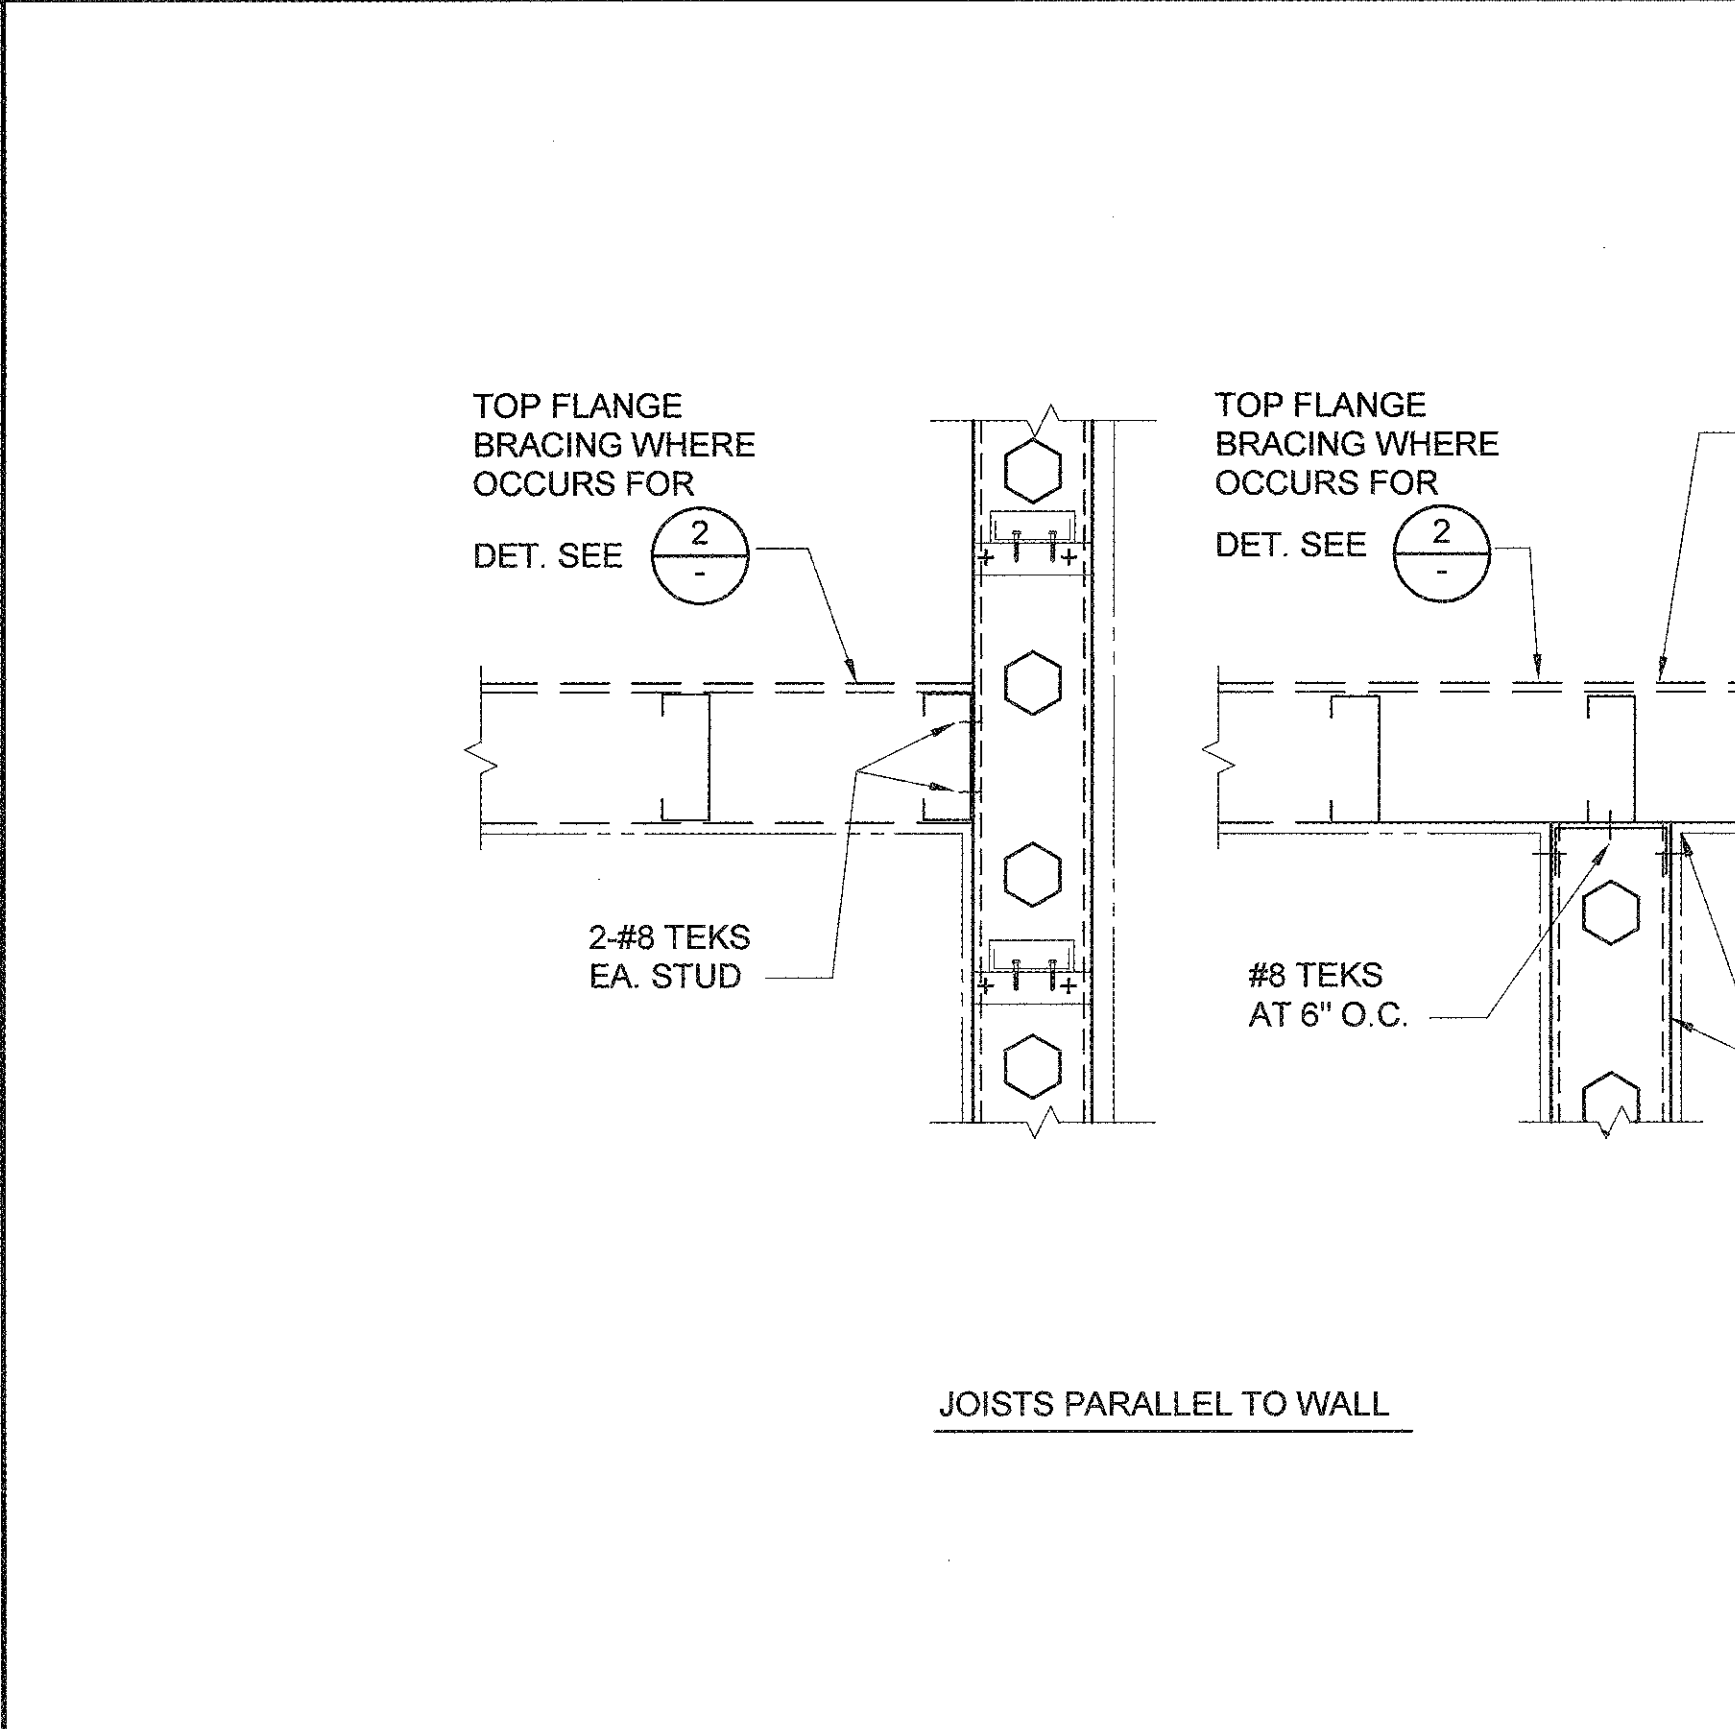 TOP FLANGE
BRACING WHERE
OCCURS FOR
DET. SEE
2
-
2-#8 TEKS
EA. STUD
TOP FLANGE
BRACING WHERE
OCCURS FOR
DET. SEE
2
-
#8 TEKS
AT 6" O.C.
JOISTS PARALLEL TO WALL